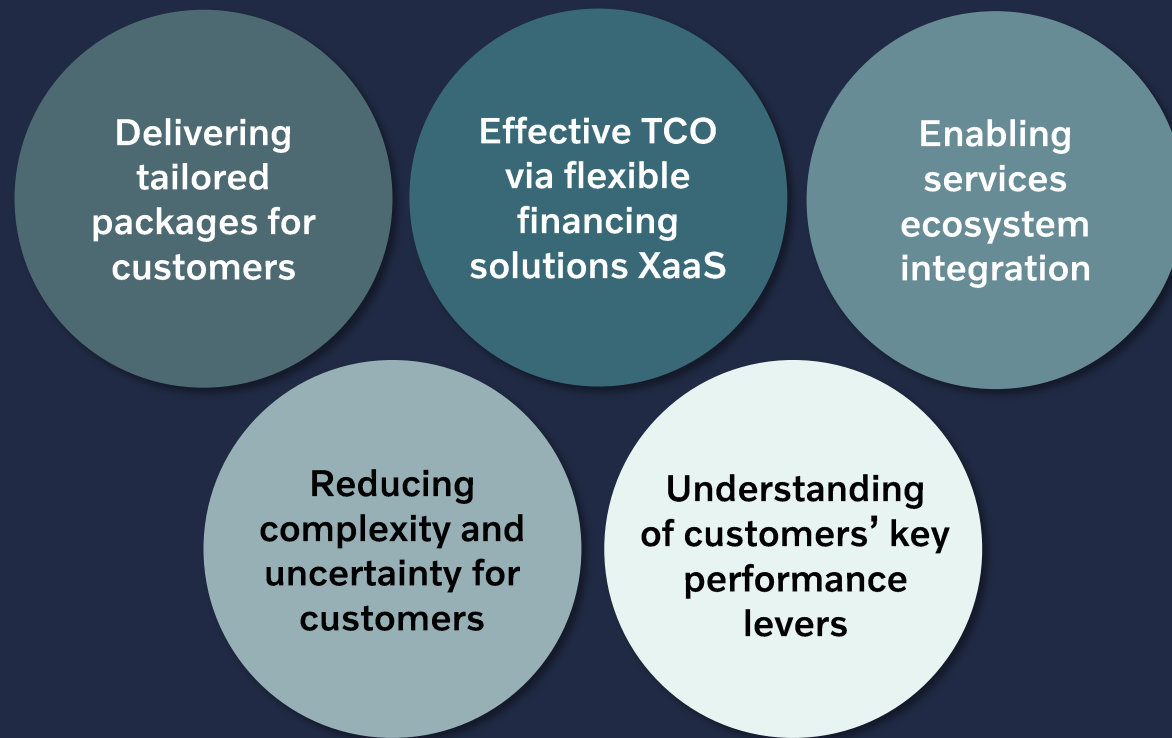 Delivering
tailored
packages for
customers
Effective TCO
via flexible
financing
solutions XaaS
Enabling
services
ecosystem
integration
Reducing
complexity and
uncertainty for
customers
Understanding
of customers’ key
performance
levers